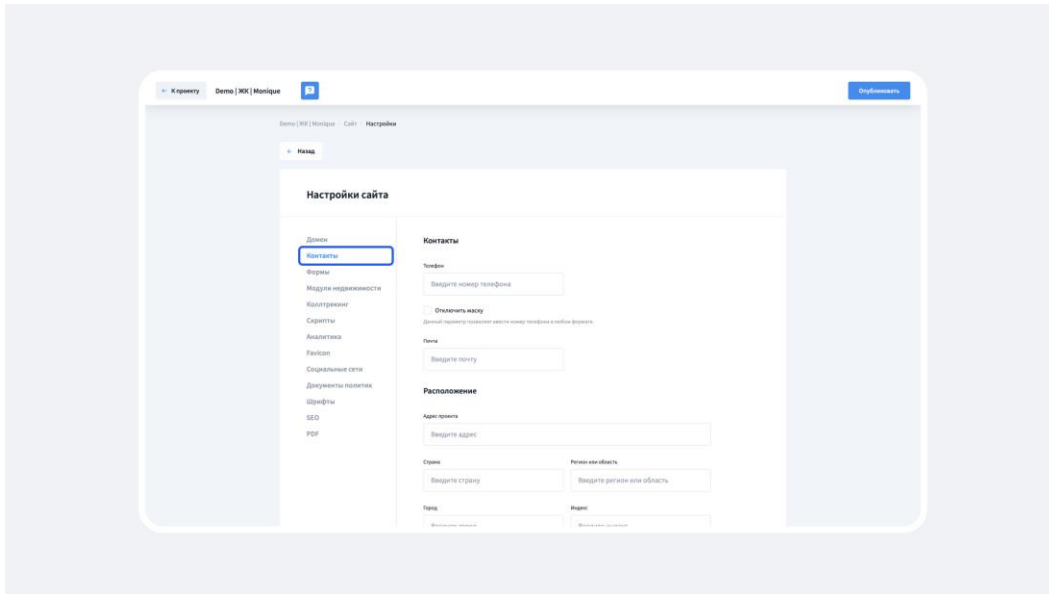 ← К проекту Demo | ЖК | Monique ? Опубликовать
Demo | ЖК | Monique / Сайт / Настройки
← Назад
Настройки сайта
Домен
Контакты
Формы
Модули недвижимости
Коллтрекинг
Скрипты
Аналитика
Favicon
Социальные сети
Документы политик
Шрифты
SEO
PDF
Контакты
Телефон
Введите номер телефона
Отключить маску
Данный параметр позволяет ввести номер телефона в любом формате
Почта
Введите почту
Расположение
Адрес проекта
Введите адрес
Страна Регион или область
Введите страну Введите регион или область
Город Индекс